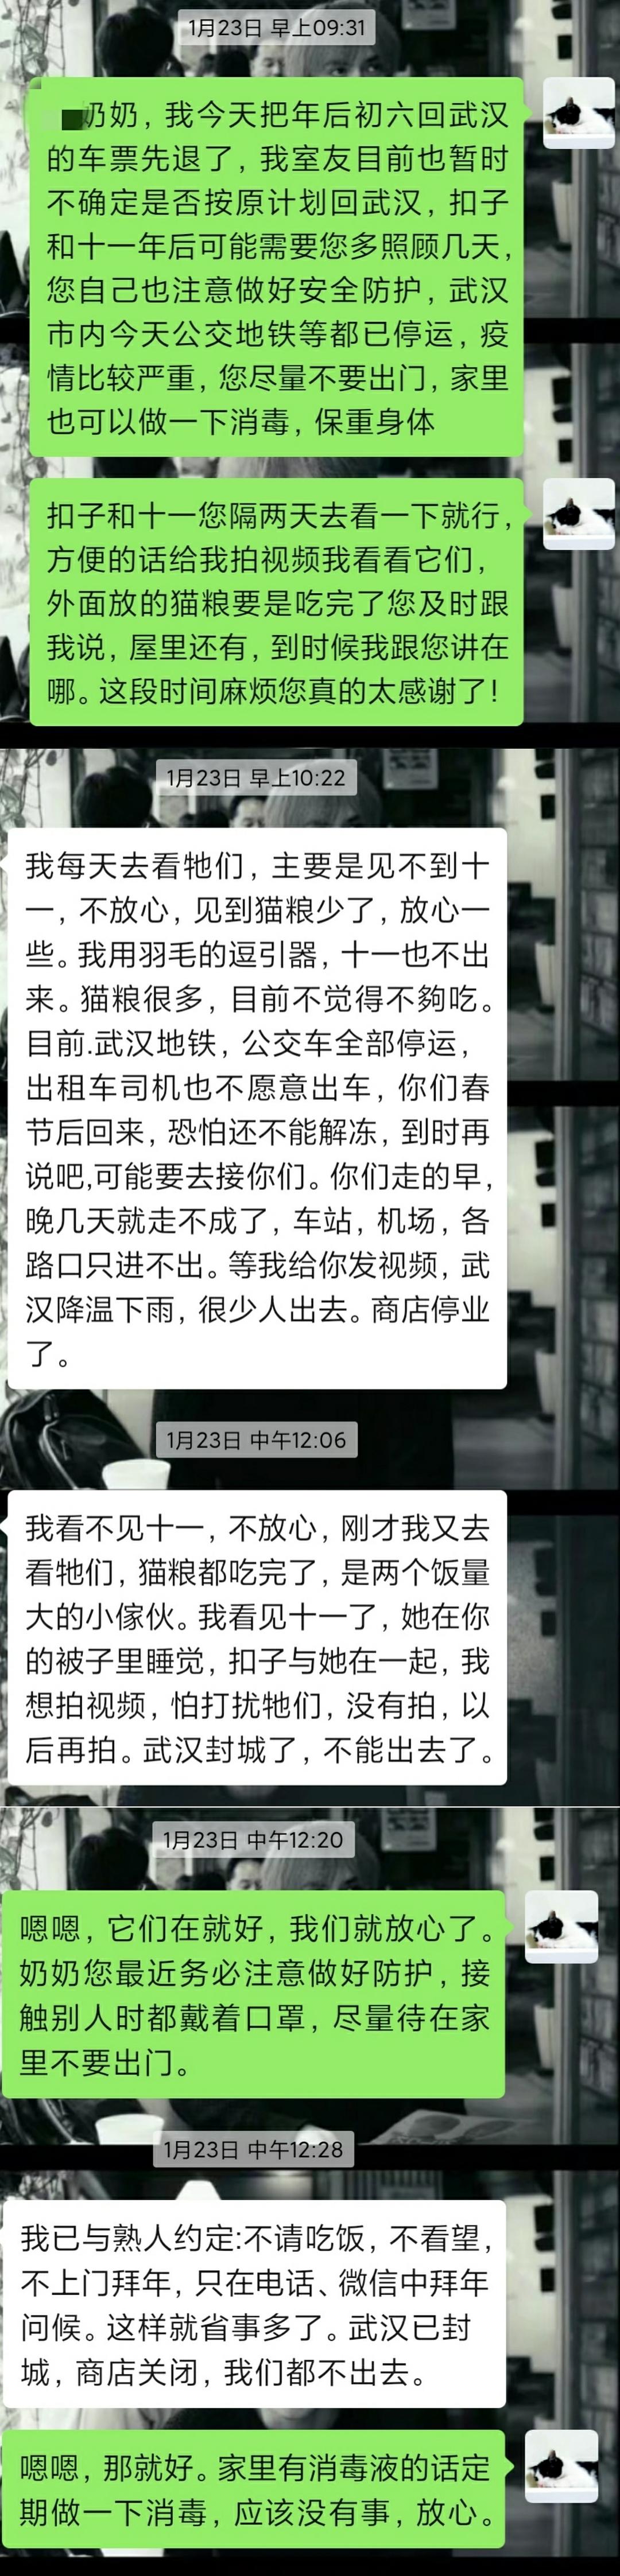 1月23日 早上09:31
奶奶，我今天把年后初六回武汉
的车票先退了，我室友目前也暂时
不确定是否按原计划回武汉，扣子
和十一年后可能需要您多照顾几天，
您自己也注意做好安全防护，武汉
市内今天公交地铁等都已停运，疫
情比较严重，您尽量不要出门，家里
也可以做一下消毒，保重身体
扣子和十一您隔两天去看一下就行，
方便的话给我拍视频我看看它们，
外面放的猫粮要是吃完了您及时跟
我说，屋里还有，到时候我跟您讲在
哪。这段时间麻烦您真的太感谢了！
1月23日 早上10:22
我每天去看牠们，主要是见不到十
一，不放心，见到猫粮少了，放心一
些。我用羽毛的逗引器，十一也不出
来。猫粮很多，目前不觉得不夠吃。
目前.武汉地铁，公交车全部停运，
出租车司机也不愿意出车，你们春
节后回来，恐怕还不能解冻，到时再
说吧,可能要去接你们。你们走的早，
晚几天就走不成了，车站，机场，各
路口只进不出。等我给你发视频，武
汉降温下雨，很少人出去。商店停业
了。
1月23日 中午12:06
我看不见十一，不放心，刚才我又去
看牠们，猫粮都吃完了，是两个饭量
大的小傢伙。我看见十一了，她在你
的被子里睡觉，扣子与她在一起，我
想拍视频，怕打扰牠们，没有拍，以
后再拍。武汉封城了，不能出去了。
1月23日 中午12:20
嗯嗯，它们在就好，我们就放心了。
奶奶您最近务必注意做好防护，接
触别人时都戴着口罩，尽量待在家
里不要出门。
1月23日 中午12:28
我已与熟人约定:不请吃饭，不看望，
不上门拜年，只在电话、微信中拜年
问候。这样就省事多了。武汉已封
城，商店关闭，我们都不出去。
嗯嗯，那就好。家里有消毒液的话定
期做一下消毒，应该没有事，放心。